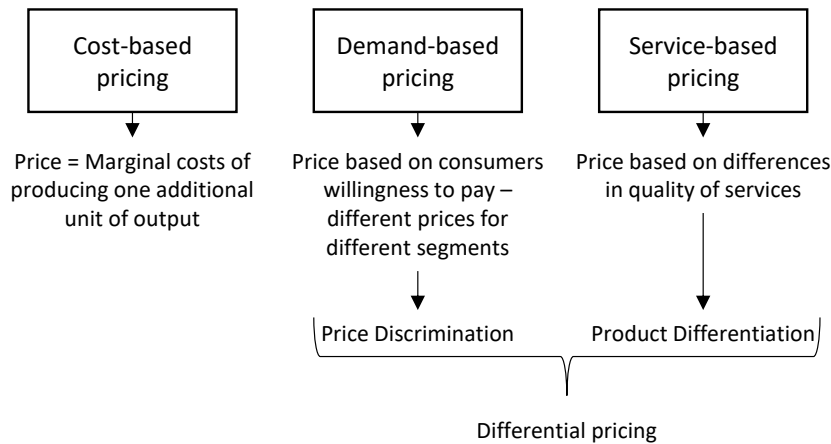 Cost-based
pricing
Demand-based
pricing
Service-based
pricing
Price = Marginal costs of
producing one additional
unit of output
Price based on consumers
willingness to pay –
different prices for
different segments
Price based on differences
in quality of services
Price Discrimination
Product Differentiation
Differential pricing